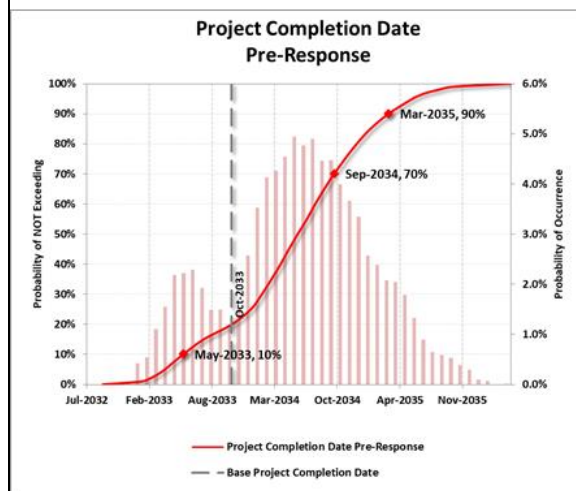 Project Completion Date
Pre-Response
100%
90%
80%
70%
60%
50%
40%
30%
20%
10%
0%
Probability of NOT Exceeding
6.0%
5.0%
4.0%
3.0%
2.0%
1.0%
0.0%
Probability of Occurrence
Mar-2035, 90%
Sep-2034, 70%
Oct-2033
May-2033, 10%
Jul-2032
Feb-2033
Aug-2033
Mar-2034
Oct-2034
Apr-2035
Nov-2035
Project Completion Date Pre-Response
Base Project Completion Date